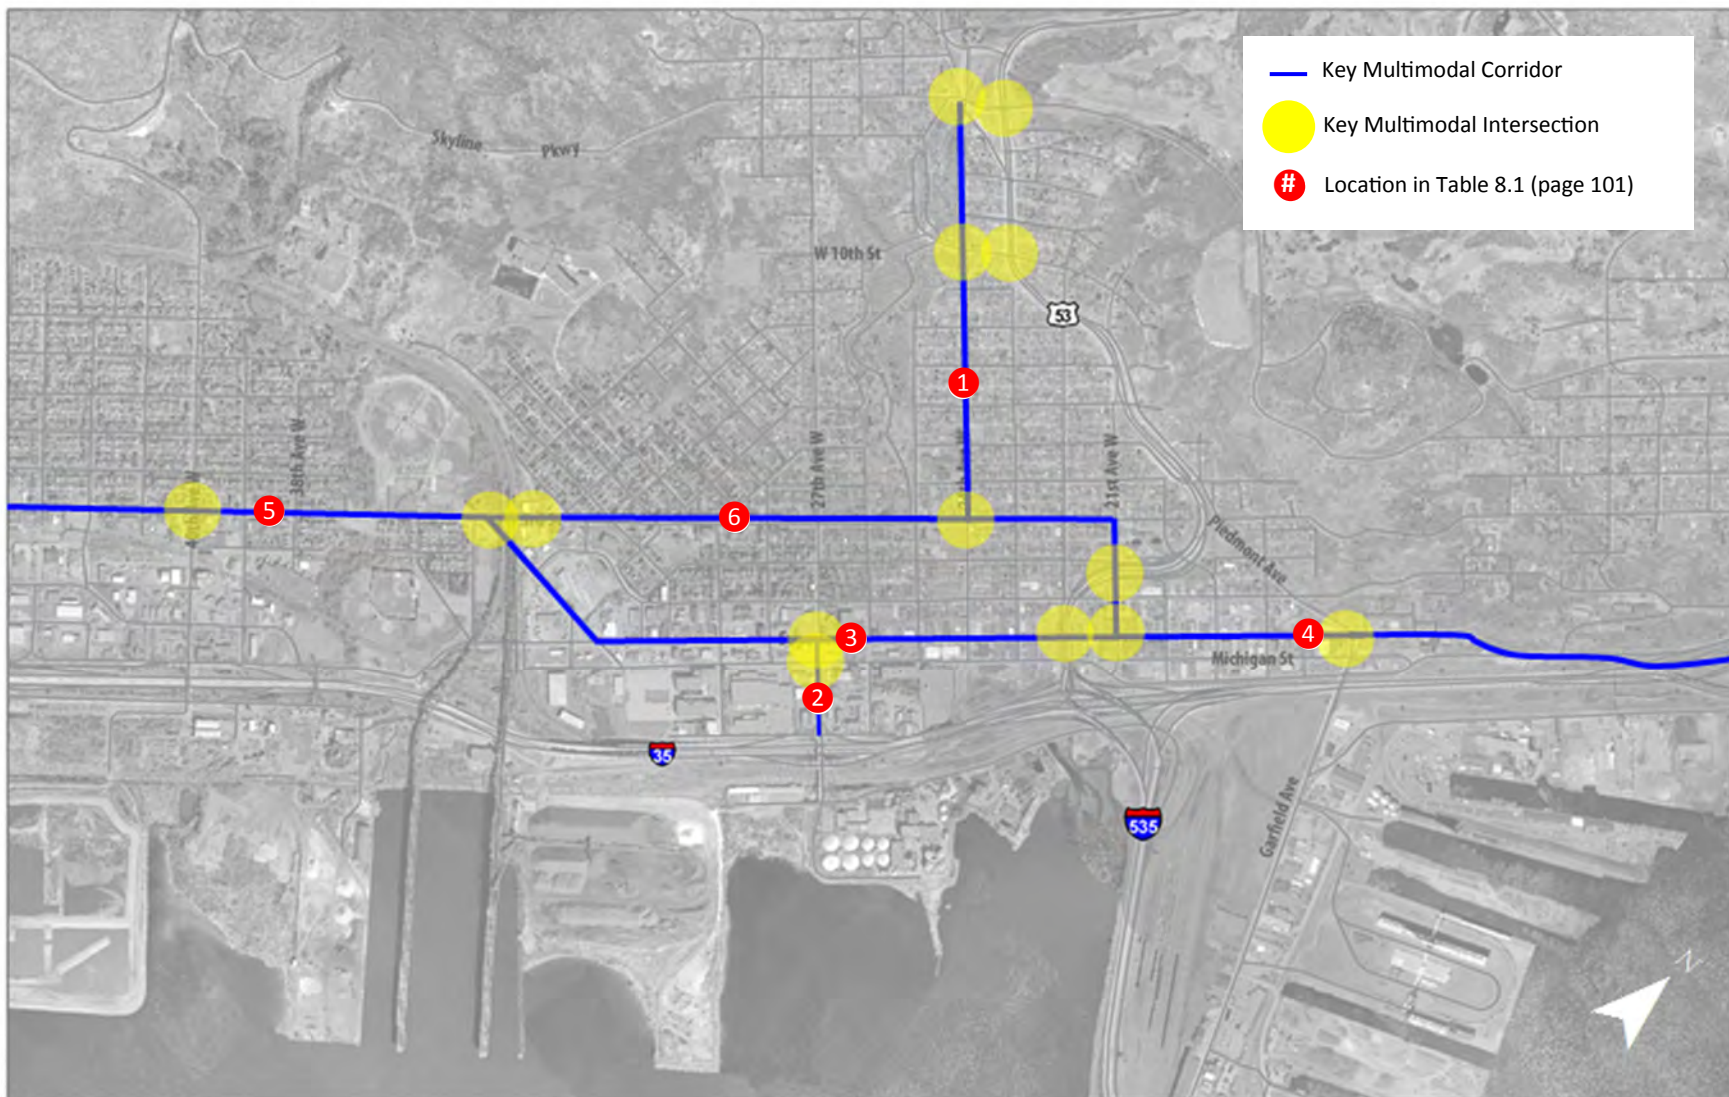 Key Multimodal Corridor
Key Multimodal Intersection
# Location in Table 8.1 (page 101)
Skyline Pkwy
W 10th St
53
1
38th Ave W
27th Ave W
21st Ave W
5
6
Piedmont Ave
3
4
Michigan St
2
35
535
Garfield Ave
N